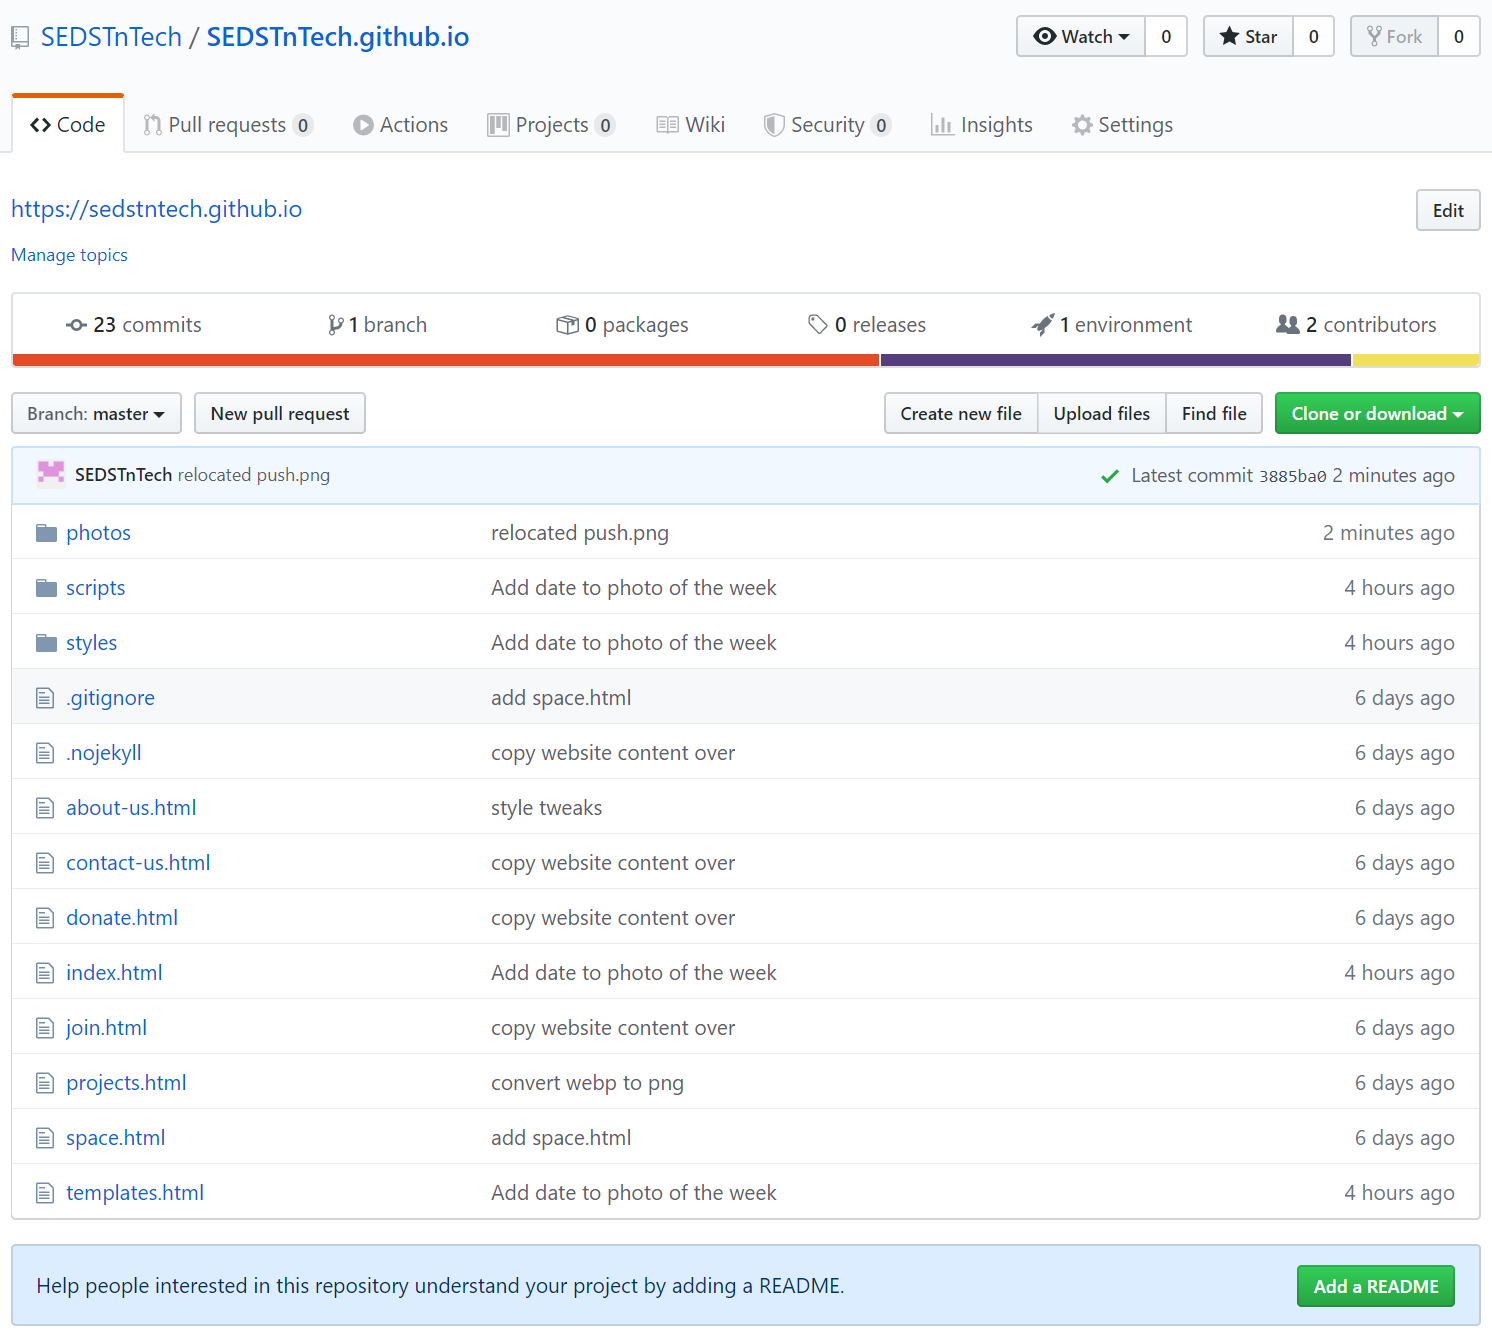 SEDSTnTech / SEDSTnTech.github.io Watch 0 Star 0 Fork 0
Code Pull requests 0 Actions Projects 0 Wiki Security 0 Insights Settings
https://sedstntech.github.io Edit
Manage topics
23 commits 1 branch 0 packages 0 releases 1 environment 2 contributors
Branch: master New pull request Create new file Upload files Find file Clone or download
SEDSTnTech relocated push.png Latest commit 3885ba0 2 minutes ago
photos relocated push.png 2 minutes ago
scripts Add date to photo of the week 4 hours ago
styles Add date to photo of the week 4 hours ago
.gitignore add space.html 6 days ago
.nojekyll copy website content over 6 days ago
about-us.html style tweaks 6 days ago
contact-us.html copy website content over 6 days ago
donate.html copy website content over 6 days ago
index.html Add date to photo of the week 4 hours ago
join.html copy website content over 6 days ago
projects.html convert webp to png 6 days ago
space.html add space.html 6 days ago
templates.html Add date to photo of the week 4 hours ago
Help people interested in this repository understand your project by adding a README. Add a README